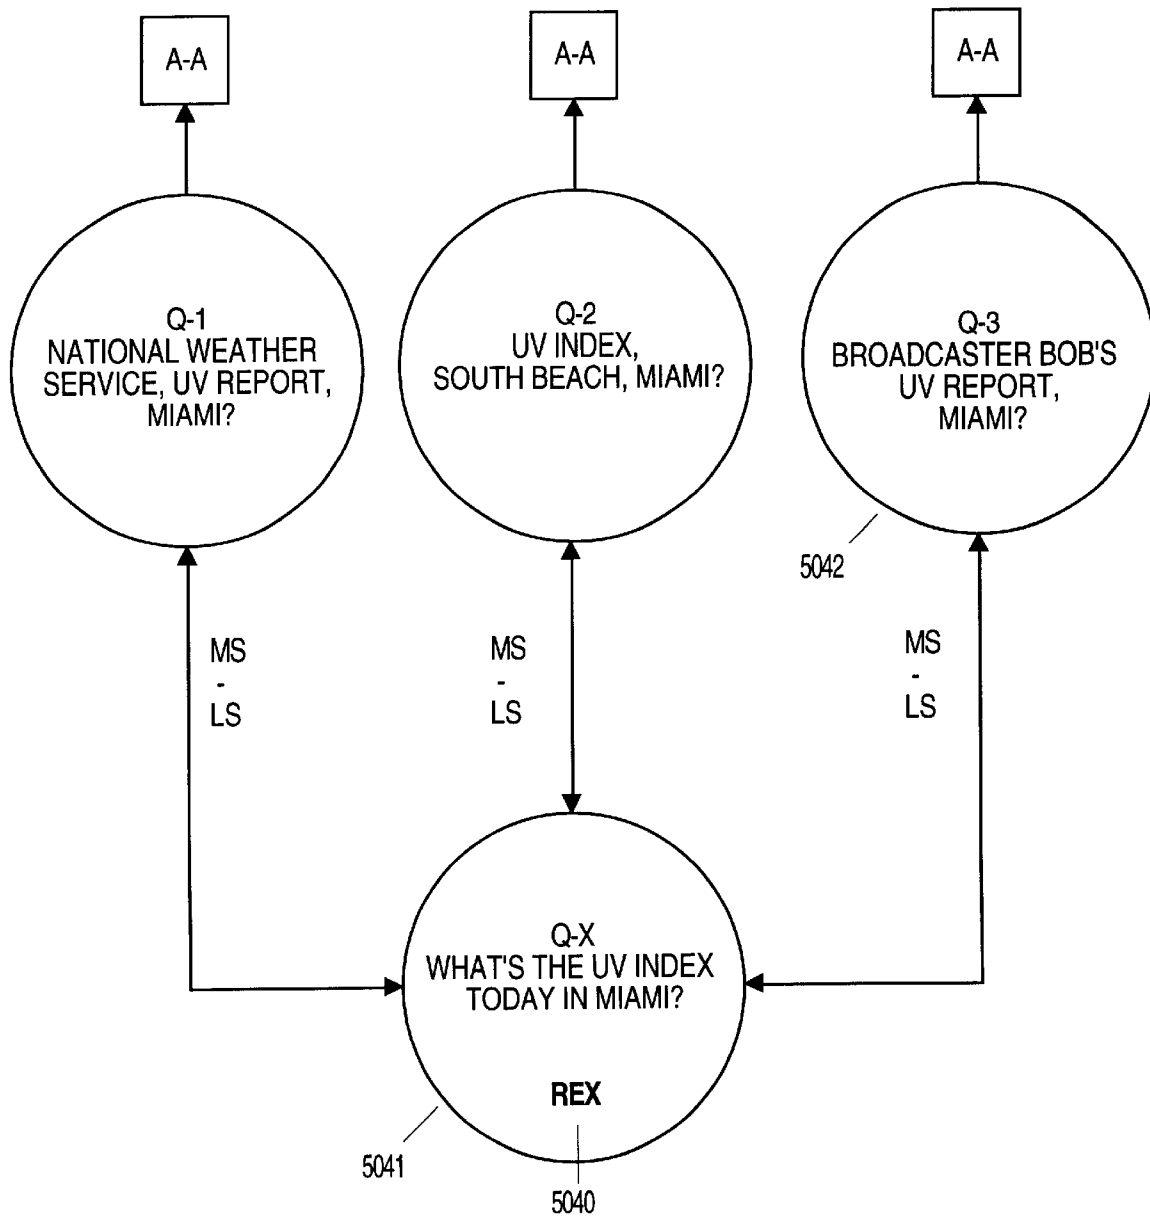 A-A
A-A
A-A
Q-1
NATIONAL WEATHER
SERVICE, UV REPORT,
MIAMI?
Q-2
UV INDEX,
SOUTH BEACH, MIAMI?
Q-3
BROADCASTER BOB'S
UV REPORT,
MIAMI?
5042
MS
-
LS
MS
-
LS
MS
-
LS
Q-X
WHAT'S THE UV INDEX
TODAY IN MIAMI?
REX
5041
5040